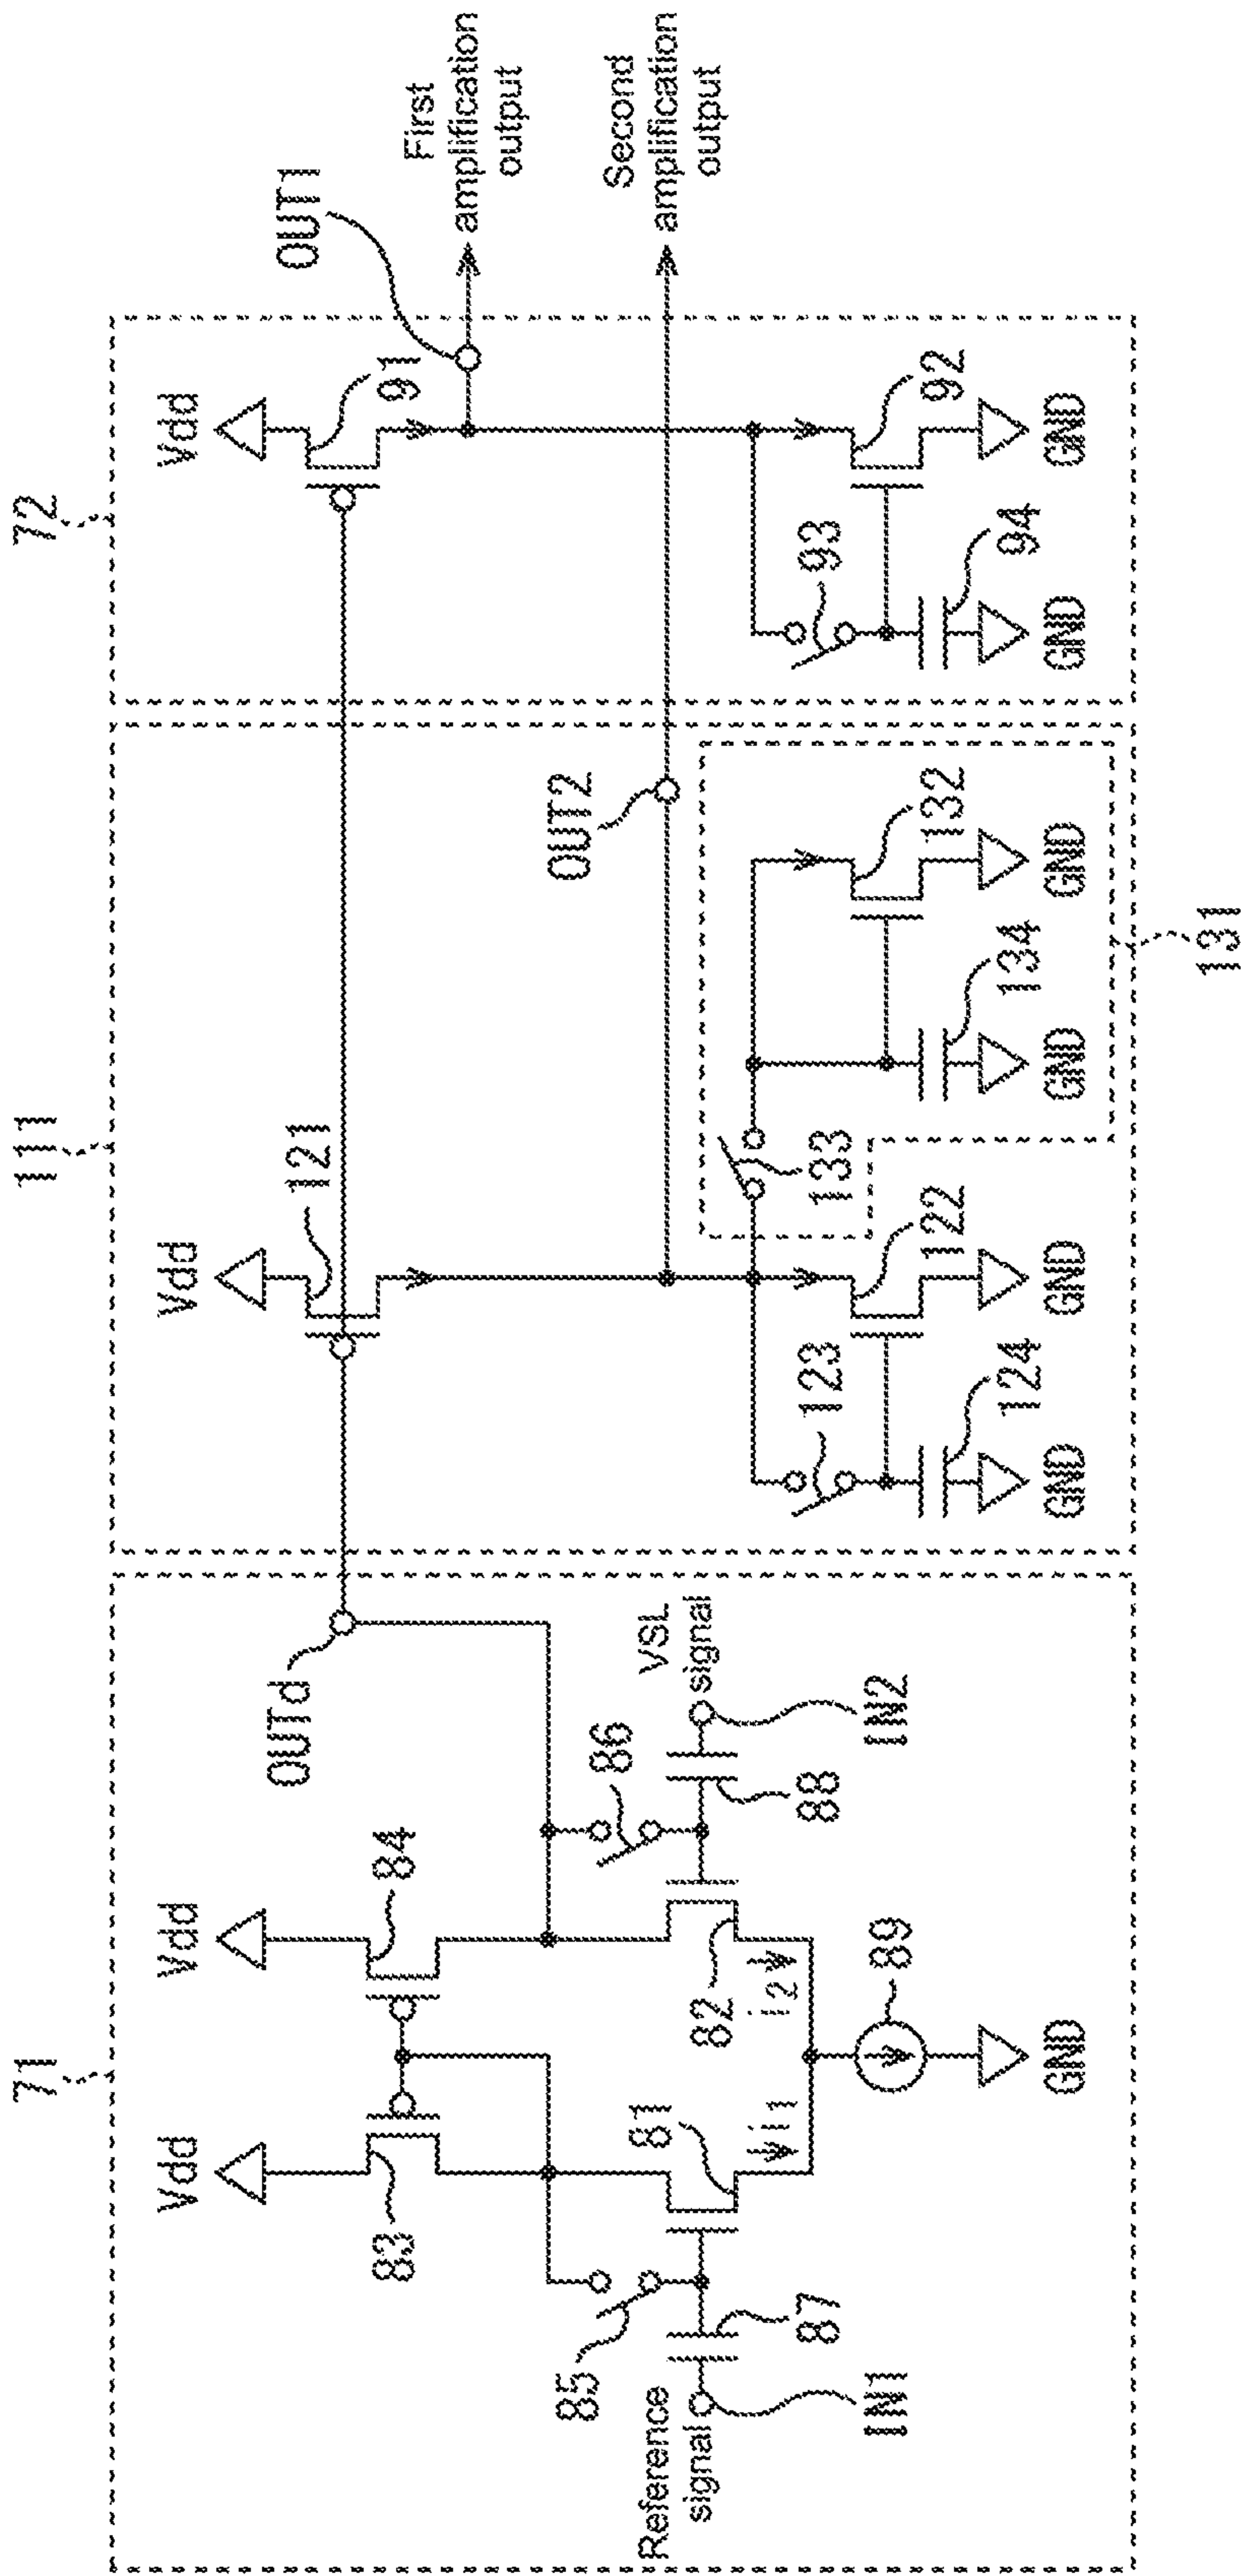 71
111
72
Vdd
Vdd
Vdd
Vdd
83
84
121
91
OUTd
OUT1
First
amplification
output
OUT2
Second
amplification
output
85
86
Reference
signal
VSL
signal
87
88
IN1
IN2
81
82
i1
i2
89
GND
123
124
122
133
134
132
131
93
94
92
GND
GND
GND
GND
GND
GND